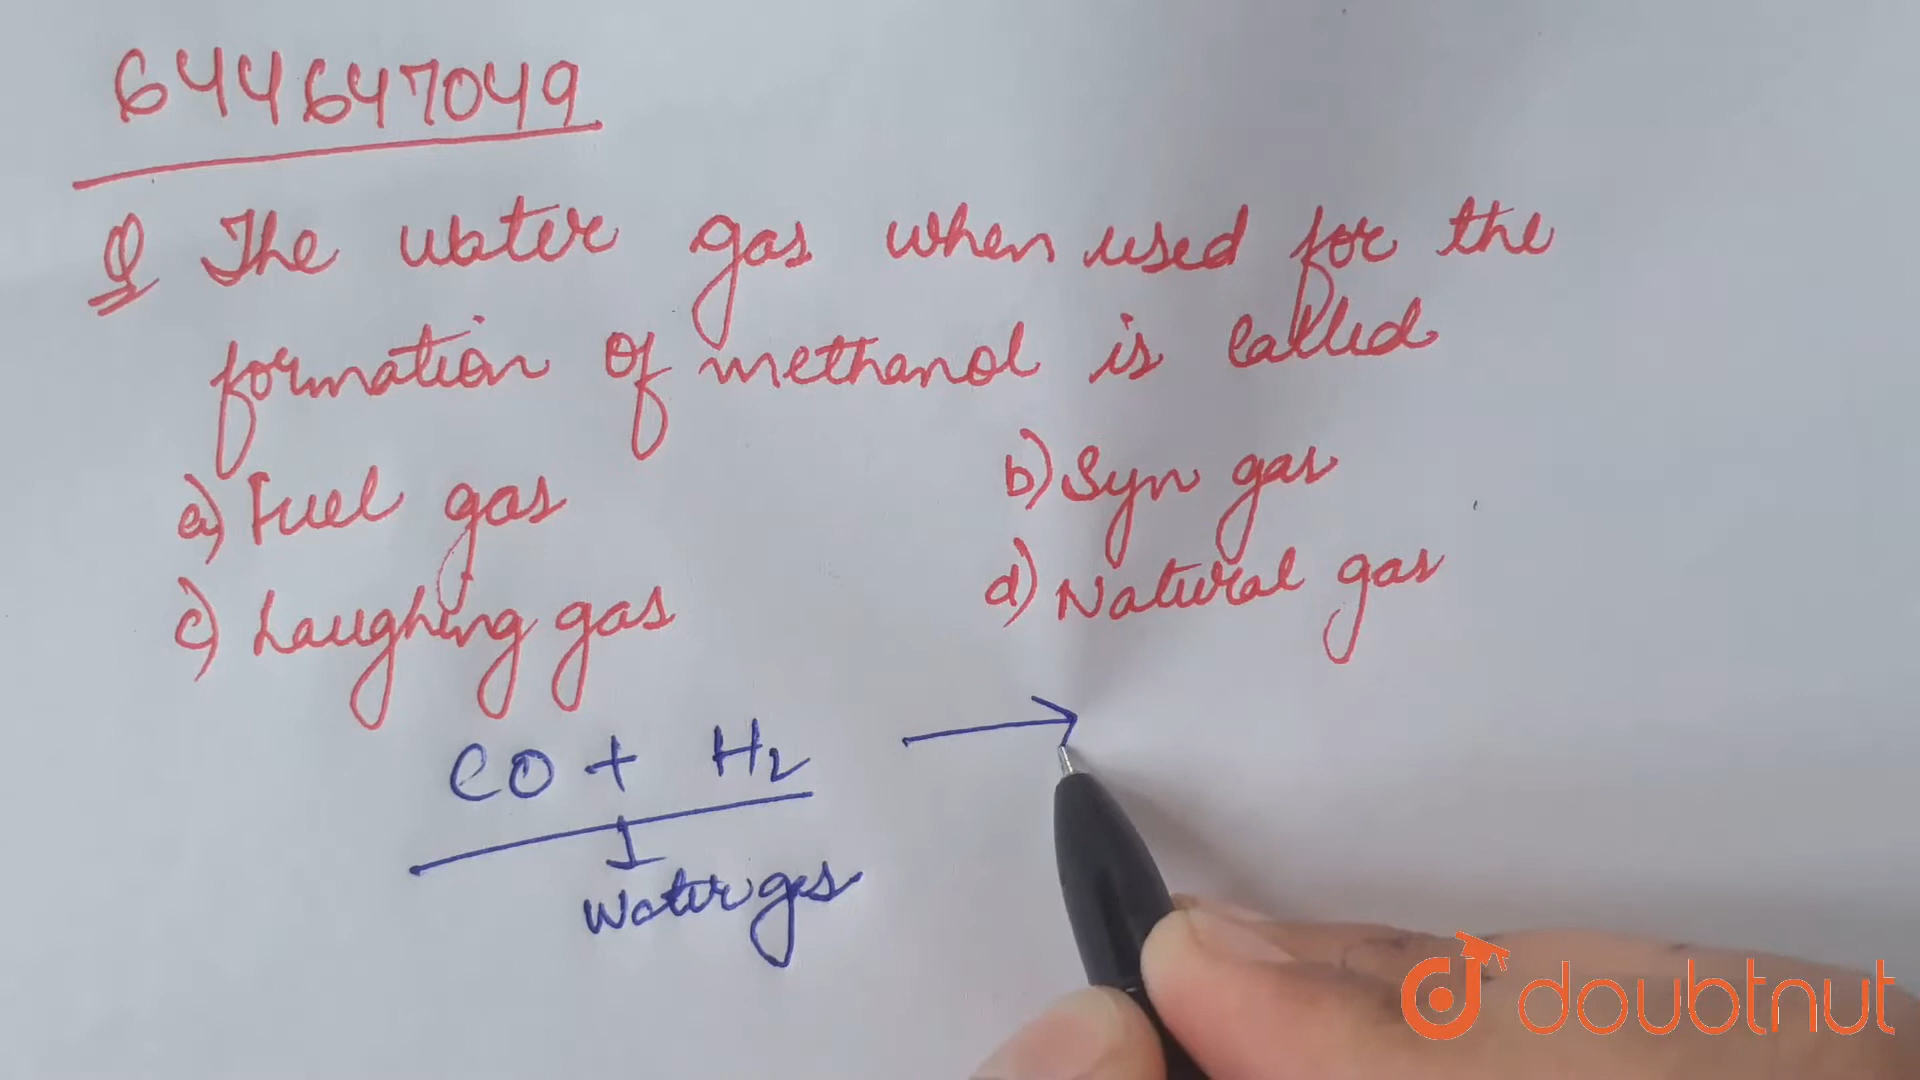 644647049
Q The water gas when used for the
formation of methanol is called
a) Fuel gas b) Syn gas
c) Laughing gas d) Natural gas
CO + H2 →
Water gas
doubtnut